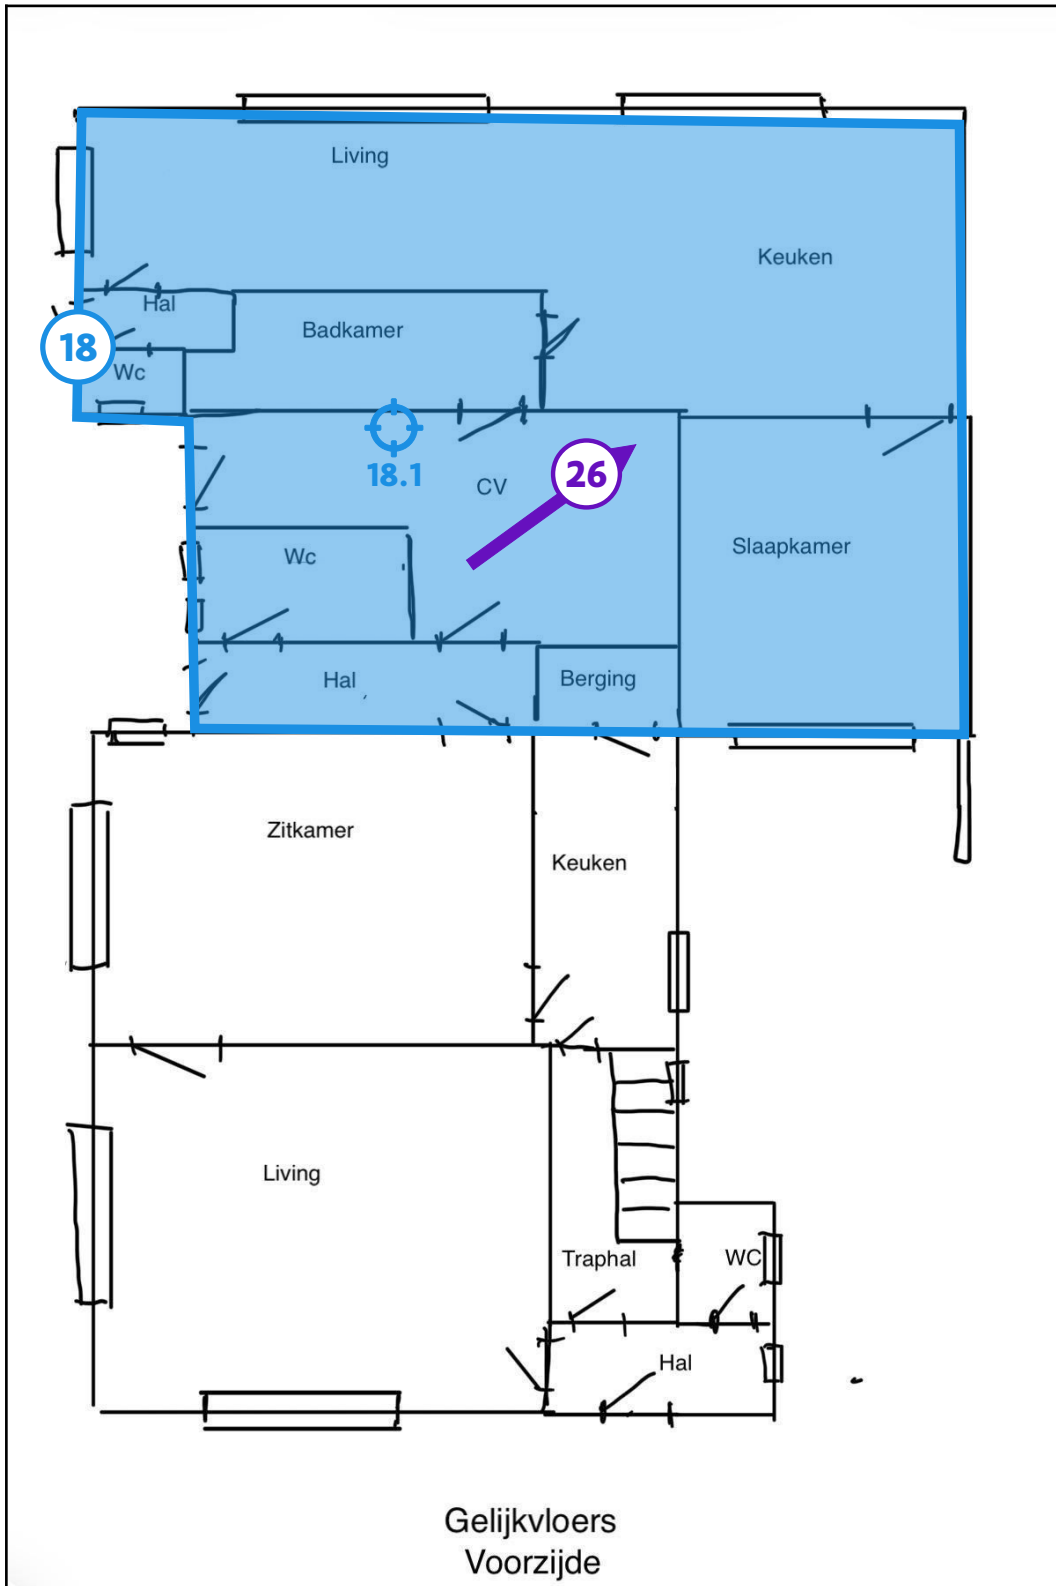 Living
Keuken
Hal
Badkamer
18
Wc
18.1
26
CV
Slaapkamer
Wc
Hal
Berging
Zitkamer
Keuken
Living
Traphal
WC
Hal
Gelijkvloers
Voorzijde